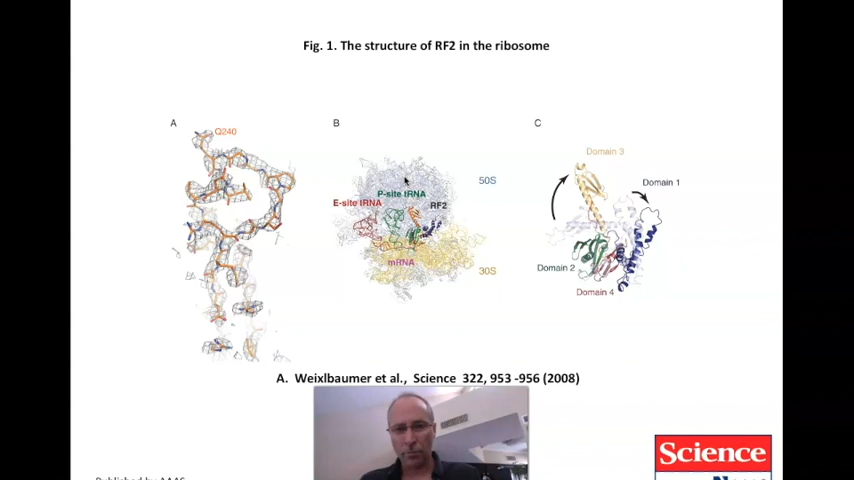 Fig. 1. The structure of RF2 in the ribosome
A
Q240
B
50S
P-site tRNA
E-site tRNA
RF2
mRNA
30S
C
Domain 3
Domain 1
Domain 2
Domain 4
A. Weixlbaumer et al., Science 322, 953 -956 (2008)
Science
Published by AAAS